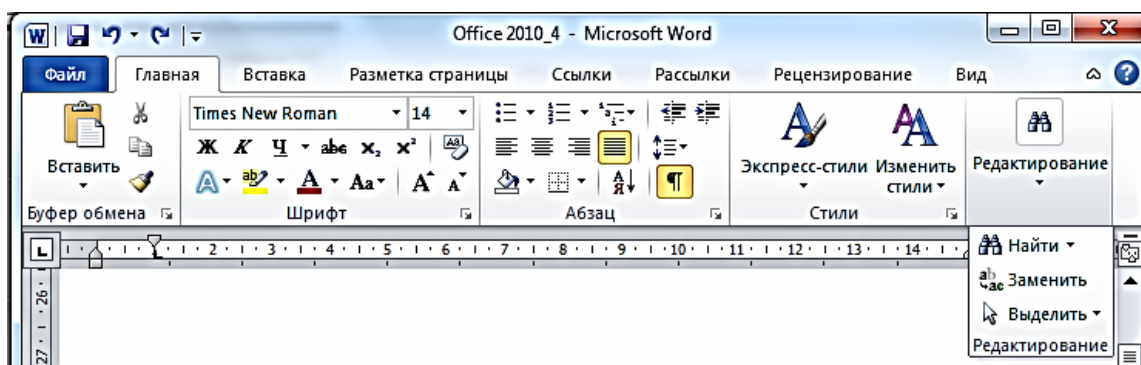 Office 2010_4 - Microsoft Word
Файл Главная Вставка Разметка страницы Ссылки Рассылки Рецензирование Вид
Times New Roman 14
Ж К Ч abc x₂ x² Aa
Вставить
Aa A A
Экспресс-стили Изменить стили
Редактирование
Буфер обмена Шрифт Абзац Стили
2 3 4 5 6 7 8 9 10 11 12 13 14
Найти
Заменить
Выделить
Редактирование
26
27